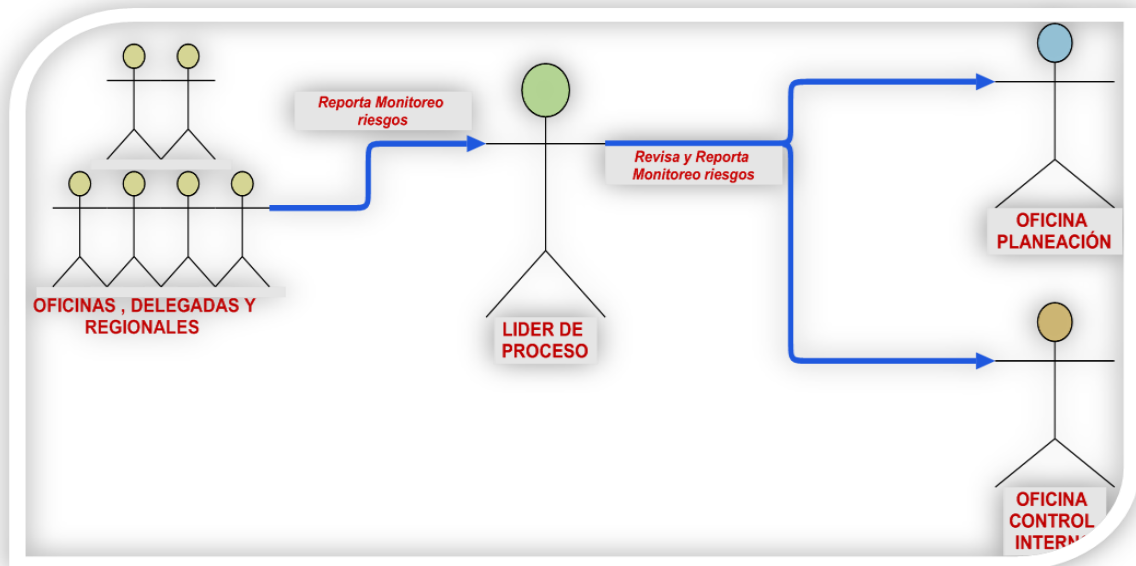 Reporta Monitoreo
riesgos
Revisa y Reporta
Monitoreo riesgos
OFICINAS , DELEGADAS Y
REGIONALES
LIDER DE
PROCESO
OFICINA
PLANEACIÓN
OFICINA
CONTROL